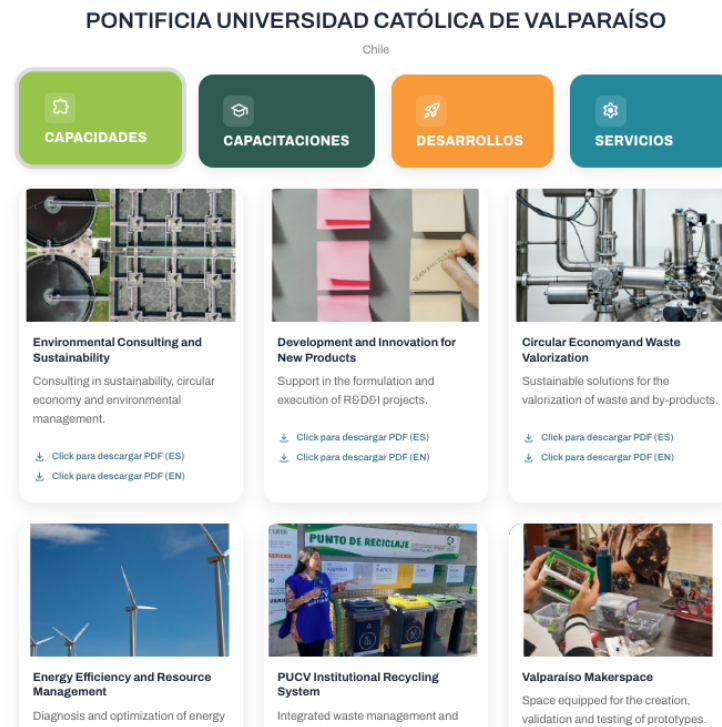 PONTIFICIA UNIVERSIDAD CATÓLICA DE VALPARAÍSO
Chile
CAPACIDADES
CAPACITACIONES
DESARROLLOS
SERVICIOS
Environmental Consulting and
Sustainability
Consulting in sustainability, circular
economy and environmental
management.
Click para descargar PDF (ES)
Click para descargar PDF (EN)
Development and Innovation for
New Products
Support in the formulation and
execution of R&D&I projects.
Click para descargar PDF (ES)
Click para descargar PDF (EN)
Circular Economyand Waste
Valorization
Sustainable solutions for the
valorization of waste and by-products.
Click para descargar PDF (ES)
Click para descargar PDF (EN)
Energy Efficiency and Resource
Management
Diagnosis and optimization of energy
PUNTO DE RECICLAJE
PUCV Institutional Recycling
System
Integrated waste management and
Valparaíso Makerspace
Space equipped for the creation,
validation and testing of prototypes.